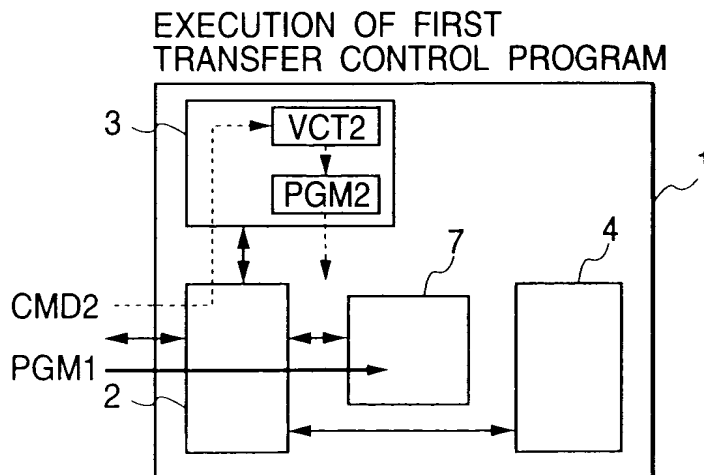 EXECUTION OF FIRST
TRANSFER CONTROL PROGRAM
3
VCT2
PGM2
1
7
4
CMD2
PGM1
2